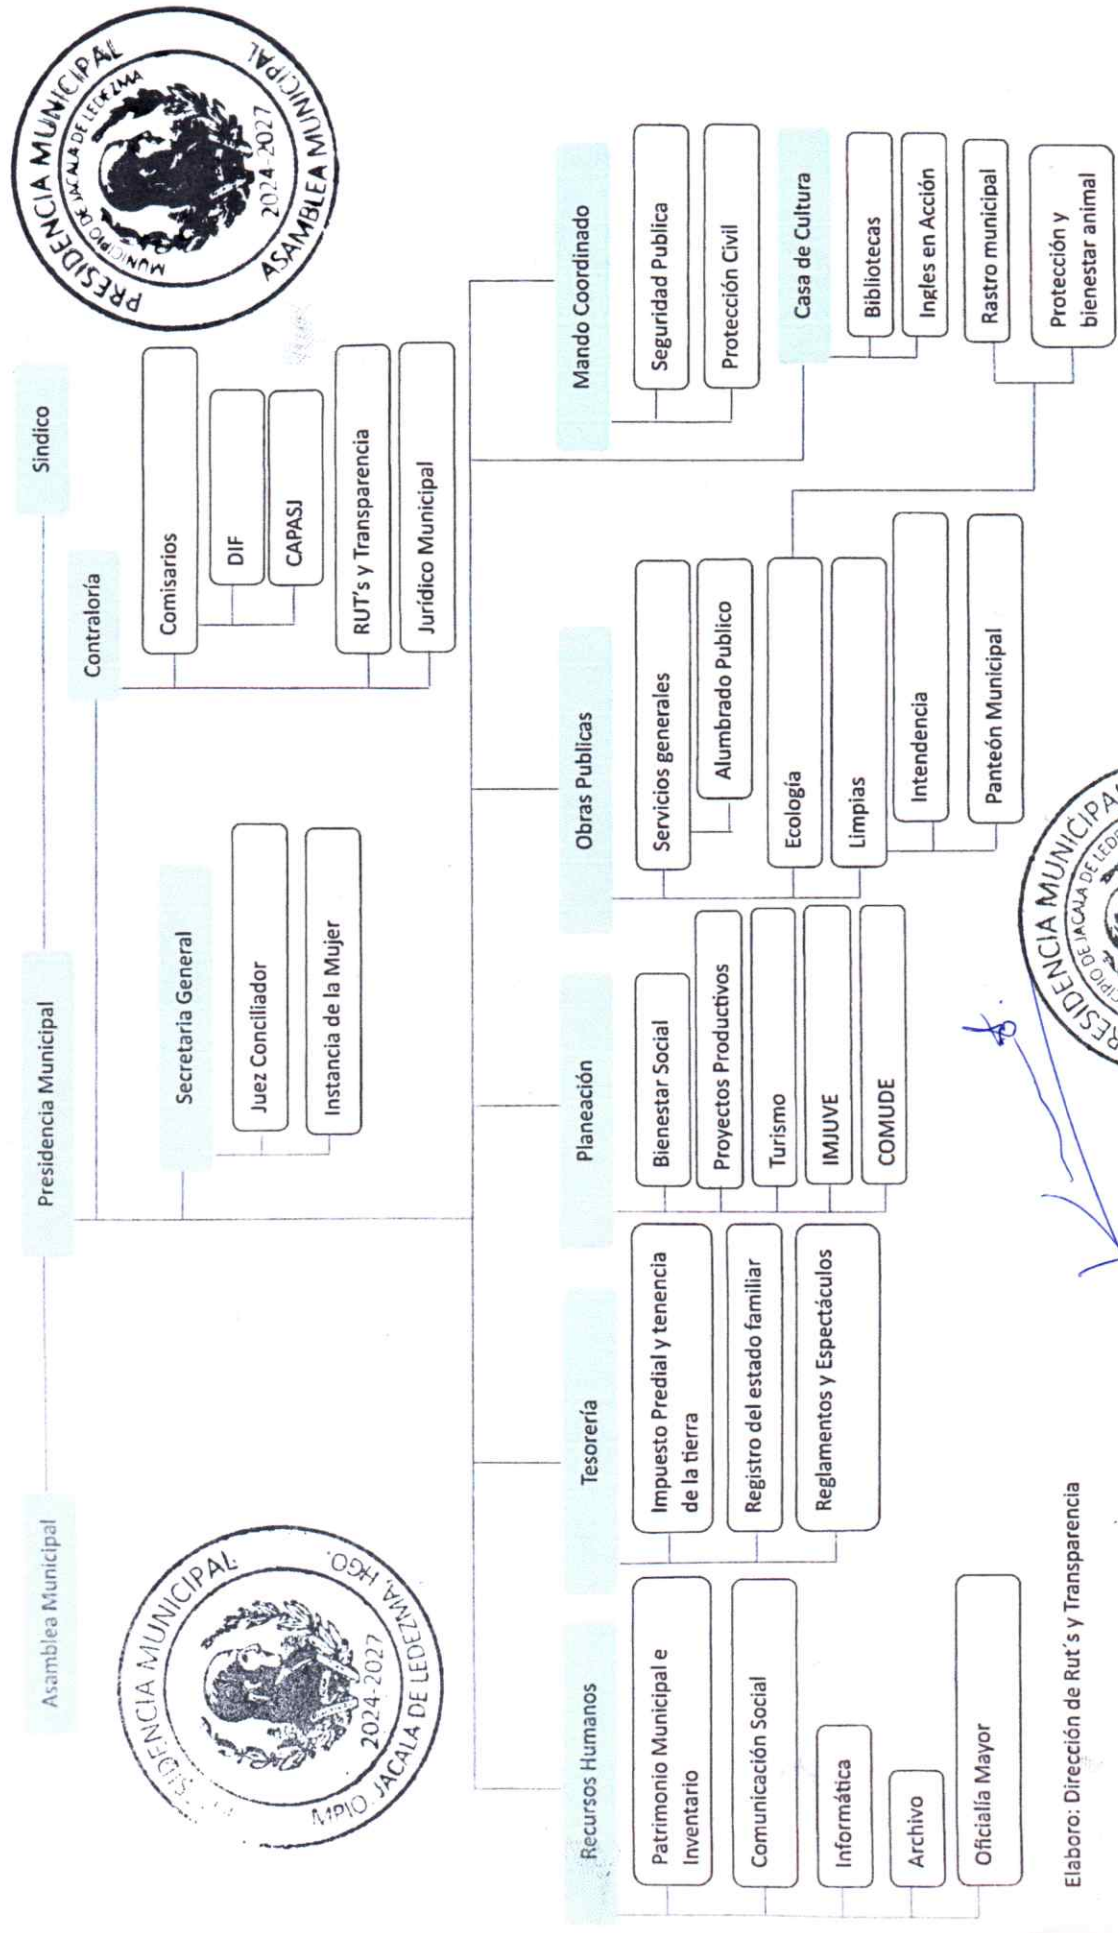 Asamblea Municipal
Presidencia Municipal
Sindico
PRESIDENCIA MUNICIPAL
MUNICIPIO DE JACALA DE LEDEZMA
2024-2027
ASAMBLEA MUNICIPAL
MUNICIPAL
2024-2027
MPIO. JACALA DE LEDEZMA, HGO.
Secretaria General
Juez Conciliador
Instancia de la Mujer
Contraloría
Comisarios
DIF
CAPASJ
RUT's y Transparencia
Jurídico Municipal
Recursos Humanos
Patrimonio Municipal e
Inventario
Comunicación Social
Informática
Archivo
Oficialía Mayor
Tesorería
Impuesto Predial y tenencia
de la tierra
Registro del estado familiar
Reglamentos y Espectáculos
Planeación
Bienestar Social
Proyectos Productivos
Turismo
IMJUVE
COMUDE
Obras Publicas
Servicios generales
Alumbrado Publico
Ecología
Limpias
Intendencia
Panteón Municipal
Mando Coordinado
Seguridad Publica
Protección Civil
Casa de Cultura
Bibliotecas
Ingles en Acción
Rastro municipal
Protección y
bienestar animal
Elaboro: Dirección de Rut´s y Transparencia